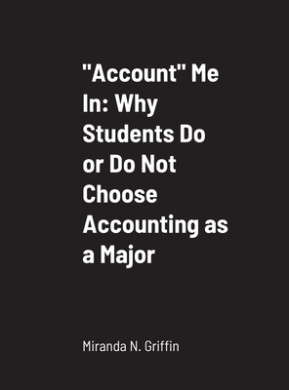 "Account" Me
In: Why
Students Do
or Do Not
Choose
Accounting as
a Major
Miranda N. Griffin